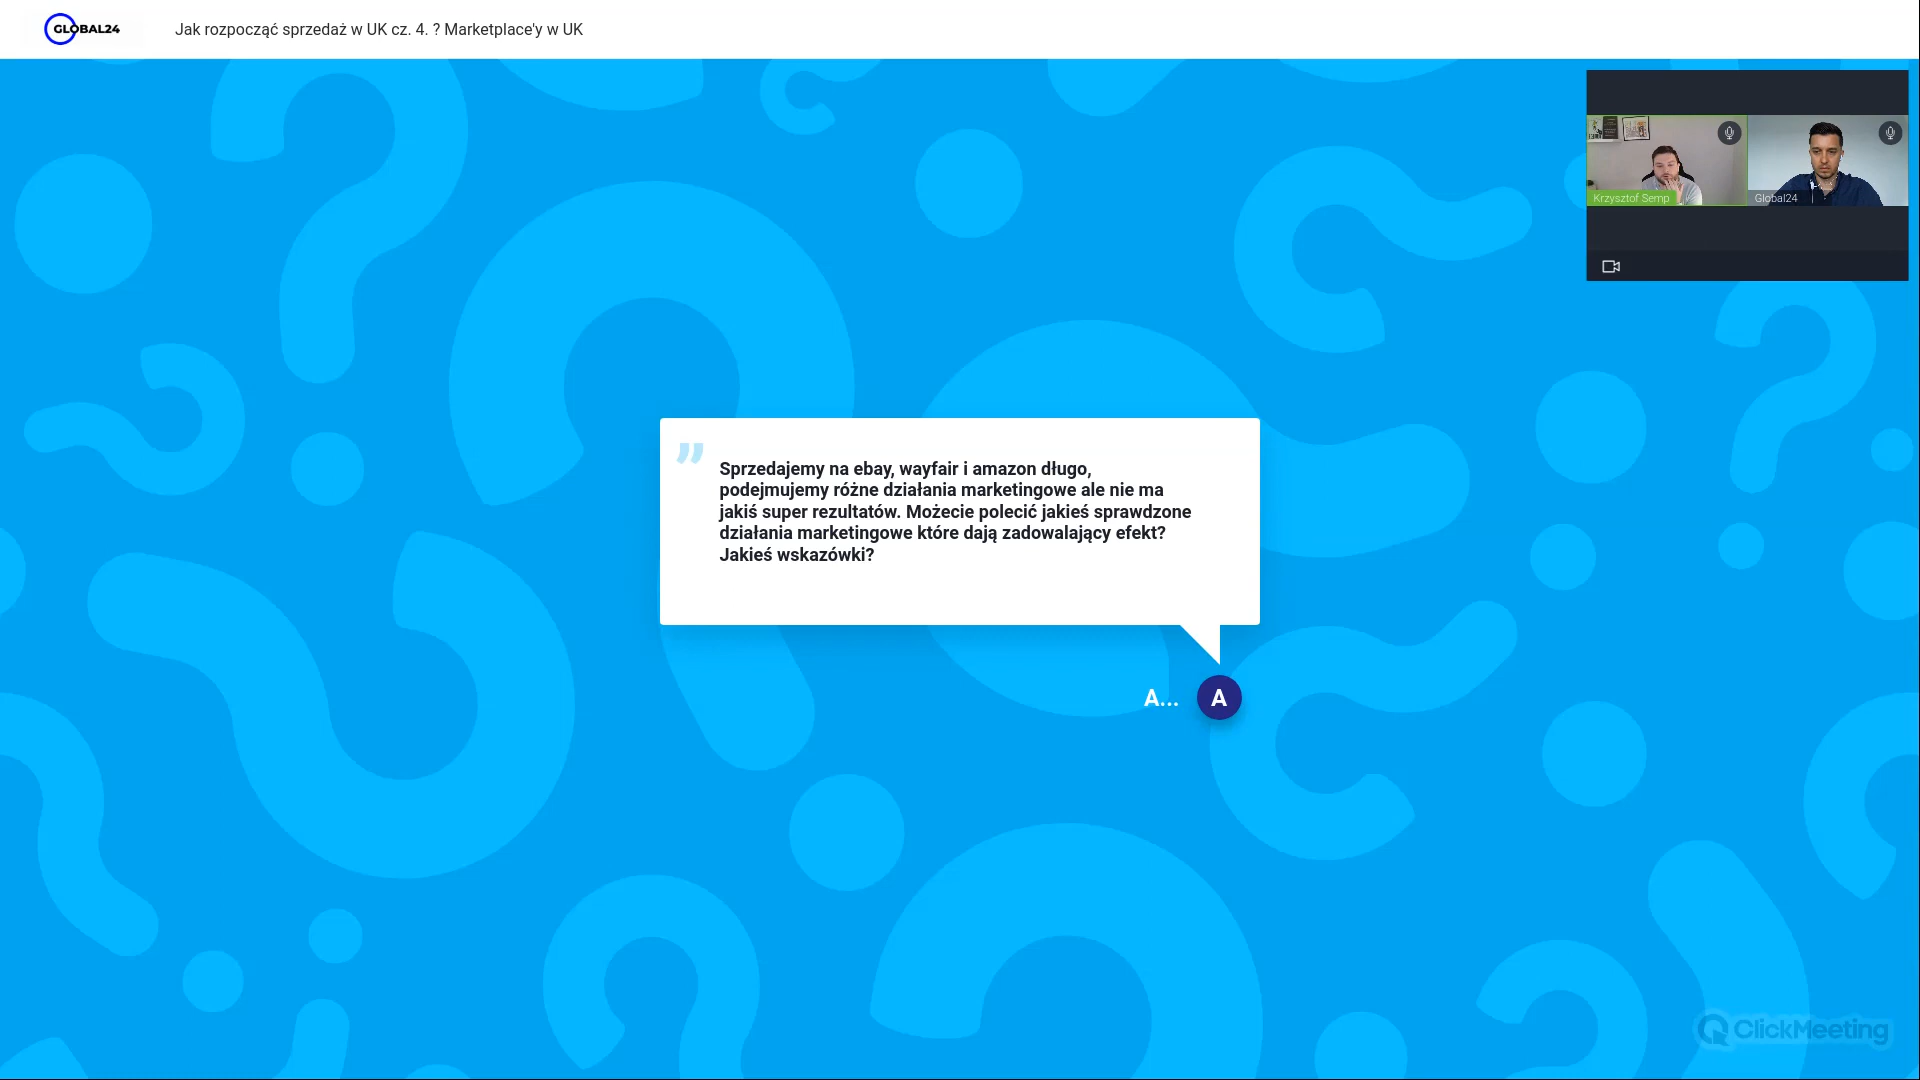 GLOBAL24
Jak rozpocząć sprzedaż w UK cz. 4. ? Marketplace'y w UK
Krzysztof Semp
Global24
Sprzedajemy na ebay, wayfair i amazon długo,
podejmujemy różne działania marketingowe ale nie ma
jakiś super rezultatów. Możecie polecić jakieś sprawdzone
działania marketingowe które dają zadowalający efekt?
Jakieś wskazówki?
A... A
ClickMeeting